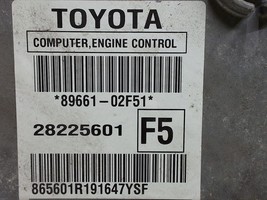 TOYOTA
COMPUTER,ENGINE CONTROL
*89661-02F51*
28225601 F5
865601R191647YSF